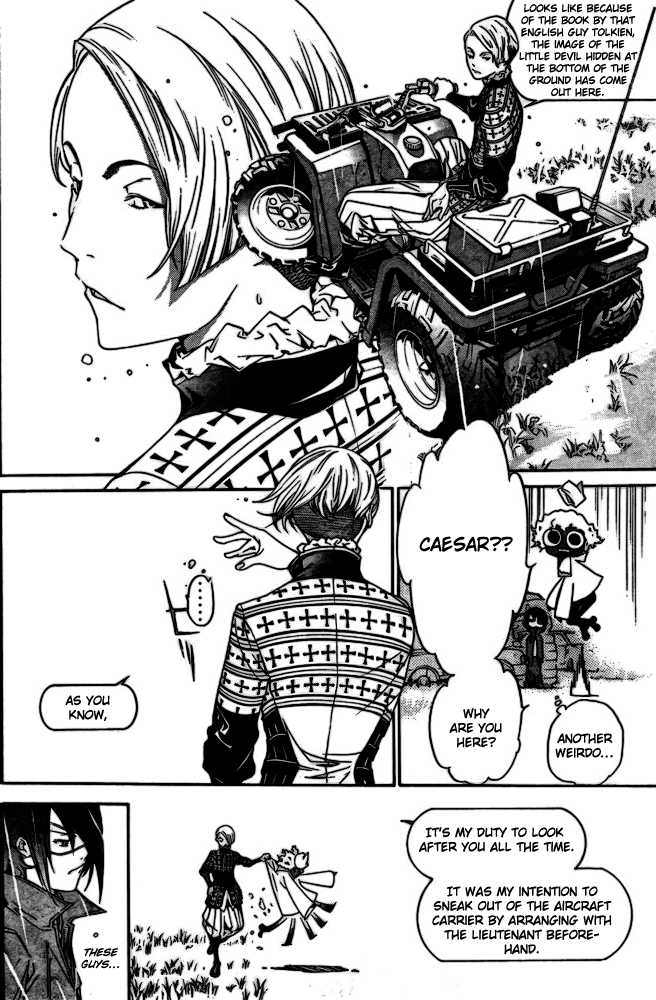 LOOKS LIKE BECAUSE
OF THE BOOK BY THAT
ENGLISH GUY TOLKIEN,
THE IMAGE OF THE
LITTLE DEVIL HIDDEN AT
THE BOTTOM OF THE
GROUND HAS COME
OUT HERE.
CAESAR??
WHY
ARE YOU
HERE?
ANOTHER
WEIRDO...
......
AS YOU
KNOW,
IT'S MY DUTY TO LOOK
AFTER YOU ALL THE TIME.
IT WAS MY INTENTION TO
SNEAK OUT OF THE AIRCRAFT
CARRIER BY ARRANGING WITH
THE LIEUTENANT BEFORE-
HAND.
THESE
GUYS...